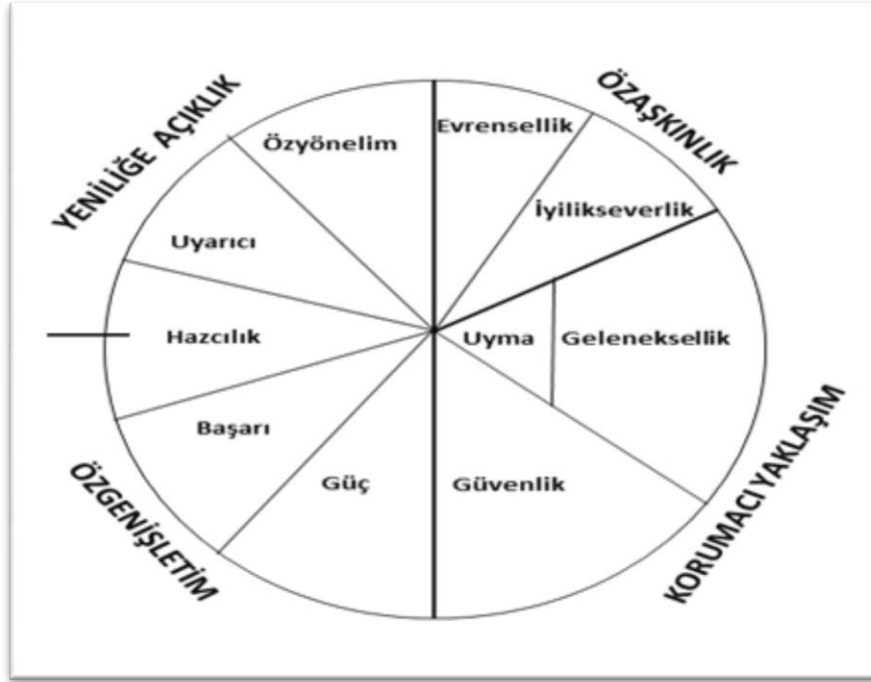 YENİLİĞE AÇIKLIK
ÖZAŞKINLIK
Özyönelim
Evrensellik
Uyarıcı
İyilikseverlik
Hazcılık
Uyma
Geleneksellik
Başarı
Güç
Güvenlik
ÖZGENİŞLETİM
KORUMACI YAKLAŞIM